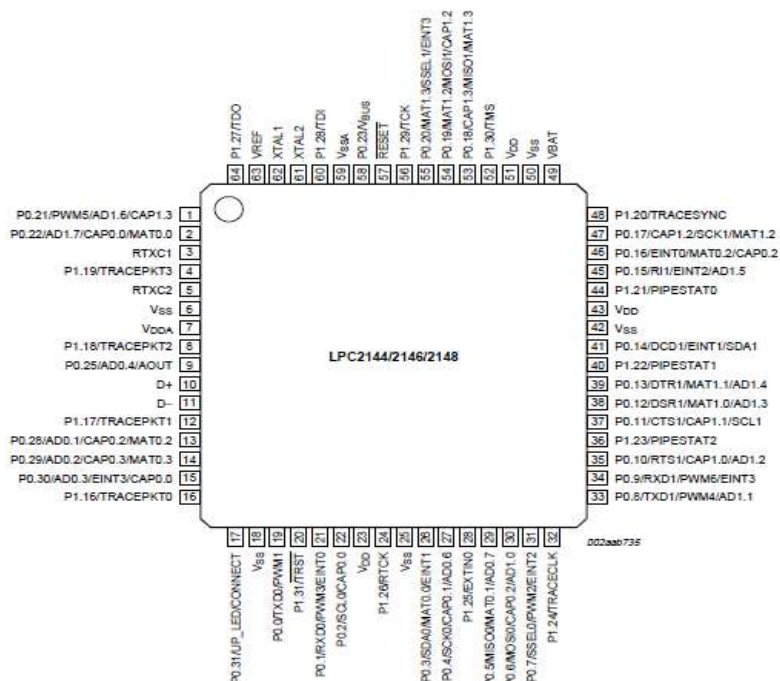 64 P1.27/TDO
63 VREF
62 XTAL1
61 XTAL2
60 P1.28/TDI
59 VSSA
58 P0.23/VBUS
57 RESET
56 P1.29/TCK
55 P0.20/MAT1.3/SSEL1/EINT3
54 P0.19/MAT1.2/MOSI1/CAP1.2
53 P0.18/CAP1.3/MISO1/MAT1.3
52 P1.30/TMS
51 VDD
50 VSS
49 VBAT
P0.21/PWM5/AD1.6/CAP1.3 1
P0.22/AD1.7/CAP0.0/MAT0.0 2
RTXC1 3
P1.19/TRACEPKT3 4
RTXC2 5
VSS 6
VDDA 7
P1.18/TRACEPKT2 8
P0.25/AD0.4/AOUT 9
D+ 10
D− 11
P1.17/TRACEPKT1 12
P0.28/AD0.1/CAP0.2/MAT0.2 13
P0.29/AD0.2/CAP0.3/MAT0.3 14
P0.30/AD0.3/EINT3/CAP0.0 15
P1.16/TRACEPKT0 16
LPC2144/2146/2148
48 P1.20/TRACESYNC
47 P0.17/CAP1.2/SCK1/MAT1.2
46 P0.16/EINT0/MAT0.2/CAP0.2
45 P0.15/RI1/EINT2/AD1.5
44 P1.21/PIPESTAT0
43 VDD
42 VSS
41 P0.14/DCD1/EINT1/SDA1
40 P1.22/PIPESTAT1
39 P0.13/DTR1/MAT1.1/AD1.4
38 P0.12/DSR1/MAT1.0/AD1.3
37 P0.11/CTS1/CAP1.1/SCL1
36 P1.23/PIPESTAT2
35 P0.10/RTS1/CAP1.0/AD1.2
34 P0.9/RXD1/PWM6/EINT3
33 P0.8/TXD1/PWM4/AD1.1
P0.31/UP_LED/CONNECT 17
VSS 18
P0.0/TXD0/PWM1 19
P1.31/TRST 20
P0.1/RXD0/PWM3/EINT0 21
P0.2/SCL0/CAP0.0 22
VDD 23
P1.26/RTCK 24
VSS 25
P0.3/SDA0/MAT0.0/EINT1 26
P0.4/SCK0/CAP0.1/AD0.6 27
P1.25/EXTIN0 28
P0.5/MISO0/MAT0.1/AD0.7 29
P0.6/MOSI0/CAP0.2/AD1.0 30
P0.7/SSEL0/PWM2/EINT2 31
P1.24/TRACECLK 32
002aab735